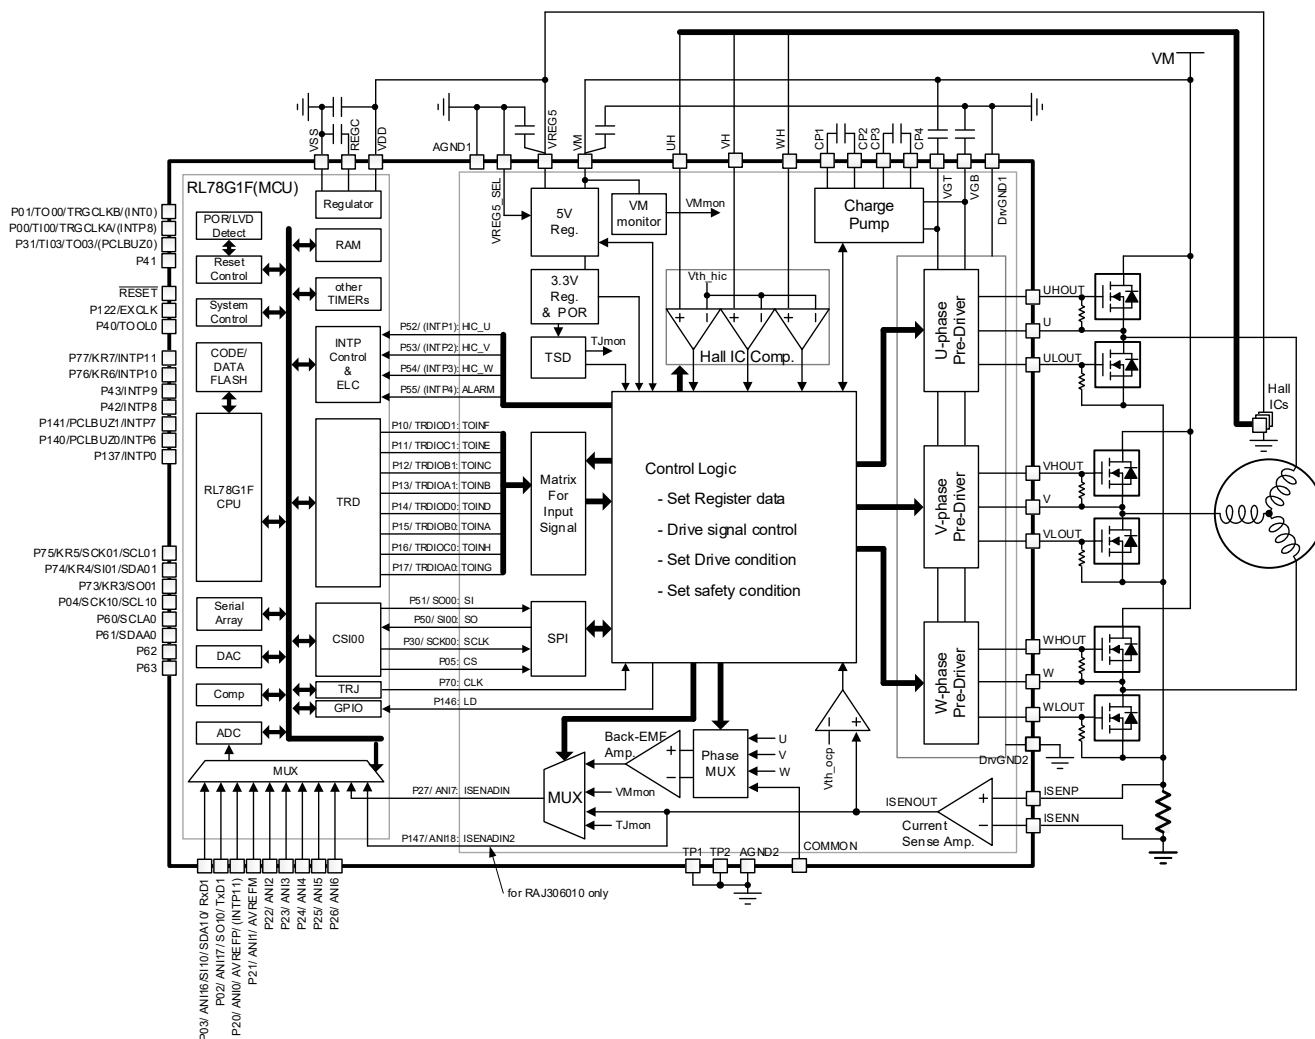 VM
VSS
REGC
VDD
AGND1
VREG5_SEL
VREG5
VM
UH
VH
WH
CP1
CP2
CP3
CP4
VGT
VGB
DrvGND1
RL78G1F(MCU)
P01/TO00/TRGCLKB/(INT0)
P00/TI00/TRGCLKA/(INTP8)
P31/TI03/TO03/(PCLBUZ0)
P41
RESET
P122/EXCLK
P40/TOOL0
P77/KR7/INTP11
P76/KR6/INTP10
P43/INTP9
P42/INTP8
P141/PCLBUZ1/INTP7
P140/PCLBUZ0/INTP6
P137/INTP0
P75/KR5/SCK01/SCL01
P74/KR4/SI01/SDA01
P73/KR3/SO01
P04/SCK10/SCL10
P60/SCLA0
P61/SDAA0
P62
P63
POR/LVD
Detect
Reset
Control
System
Control
CODE/
DATA
FLASH
RL78G1F
CPU
Serial
Array
DAC
Comp
ADC
MUX
Regulator
RAM
other
TIMERs
INTP
Control
&
ELC
TRD
CSI00
TRJ
GPIO
P52/ (INTP1): HIC_U
P53/ (INTP2): HIC_V
P54/ (INTP3): HIC_W
P55/ (INTP4): ALARM
P10/ TRDIOD1: TOINF
P11/ TRDIOC1: TOINE
P12/ TRDIOB1: TOINC
P13/ TRDIOA1: TOINB
P14/ TRDIOD0: TOIND
P15/ TRDIOB0: TOINA
P16/ TRDIOC0: TOINH
P17/ TRDIOA0: TOING
P51/ SO00: SI
P50/ SI00: SO
P30/ SCK00: SCLK
P05: CS
P70: CLK
P146: LD
P27/ ANI7: ISENADIN
P147/ANI18: ISENADIN2
for RAJ306010 only
5V
Reg.
VM
monitor
VMmon
3.3V
Reg.
& POR
TSD
TJmon
Vth_hic
+
−
+
−
+
−
Hall IC Comp.
Charge
Pump
Matrix
For
Input
Signal
SPI
Control Logic
- Set Register data
- Drive signal control
- Set Drive condition
- Set safety condition
U-phase
Pre-Driver
V-phase
Pre-Driver
W-phase
Pre-Driver
UHOUT
U
ULOUT
VHOUT
V
VLOUT
WHOUT
W
WLOUT
DrvGND2
Hall
ICs
MUX
Back-EMF
Amp.
+
−
Phase
MUX
U
V
W
VMmon
TJmon
−
+
Vth_ocp
ISENOUT
+
−
Current
Sense Amp.
ISENP
ISENN
TP1
TP2
AGND2
COMMON
P03/ ANI16/SI10/SDA10/ RxD1
P02/ ANI17/ SO10/ TxD1
P20/ ANI0/ AVREFP/ (INTP11)
P21/ ANI1/ AVREFM
P22/ ANI2
P23/ ANI3
P24/ ANI4
P25/ ANI5
P26/ ANI6